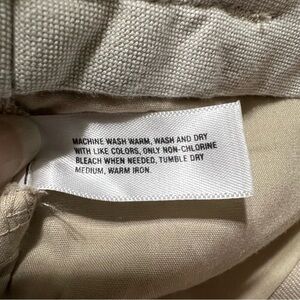 MACHINE WASH WARM, WASH AND DRY
WITH LIKE COLORS, ONLY NON-CHLORINE
BLEACH WHEN NEEDED, TUMBLE DRY
MEDIUM, WARM IRON.